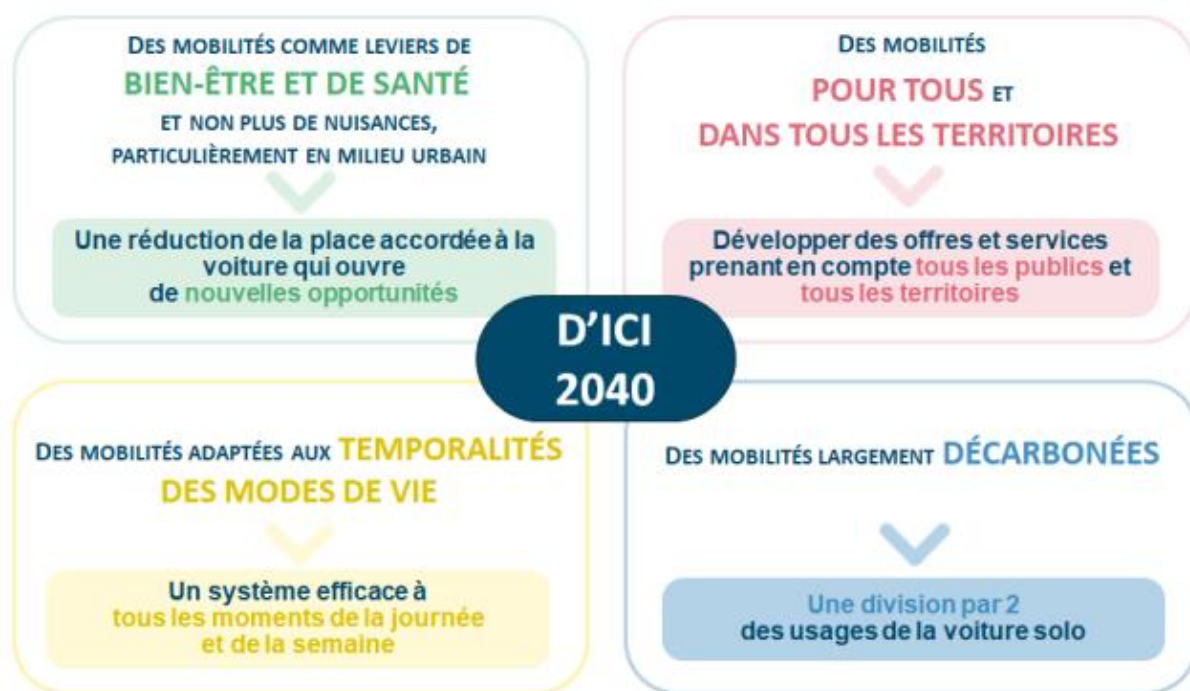 DES MOBILITÉS COMME LEVIERS DE
BIEN-ÊTRE ET DE SANTÉ
ET NON PLUS DE NUISANCES,
PARTICULIÈREMENT EN MILIEU URBAIN
Une réduction de la place accordée à la
voiture qui ouvre
de nouvelles opportunités
DES MOBILITÉS
POUR TOUS ET
DANS TOUS LES TERRITOIRES
Développer des offres et services
prenant en compte tous les publics et
tous les territoires
D'ICI
2040
DES MOBILITÉS ADAPTÉES AUX TEMPORALITÉS
DES MODES DE VIE
Un système efficace à
tous les moments de la journée
et de la semaine
DES MOBILITÉS LARGEMENT DÉCARBONÉES
Une division par 2
des usages de la voiture solo